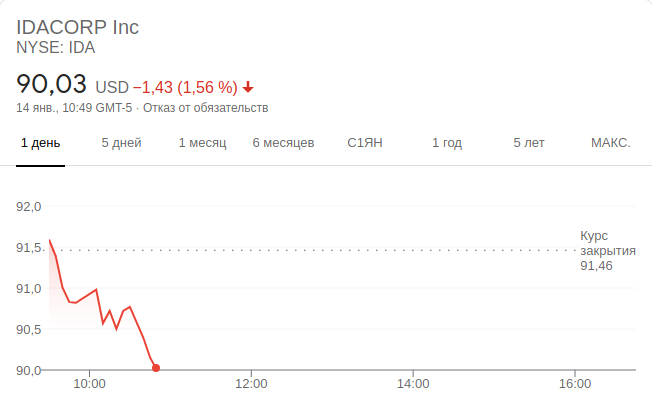 IDACORP Inc
NYSE: IDA
90,03 USD −1,43 (1,56 %)
14 янв., 10:49 GMT-5 · Отказ от обязательств
1 день 5 дней 1 месяц 6 месяцев С1ЯН 1 год 5 лет МАКС.
92,0
91,5
91,0
90,5
90,0
Курс
закрытия
91,46
10:00 12:00 14:00 16:00